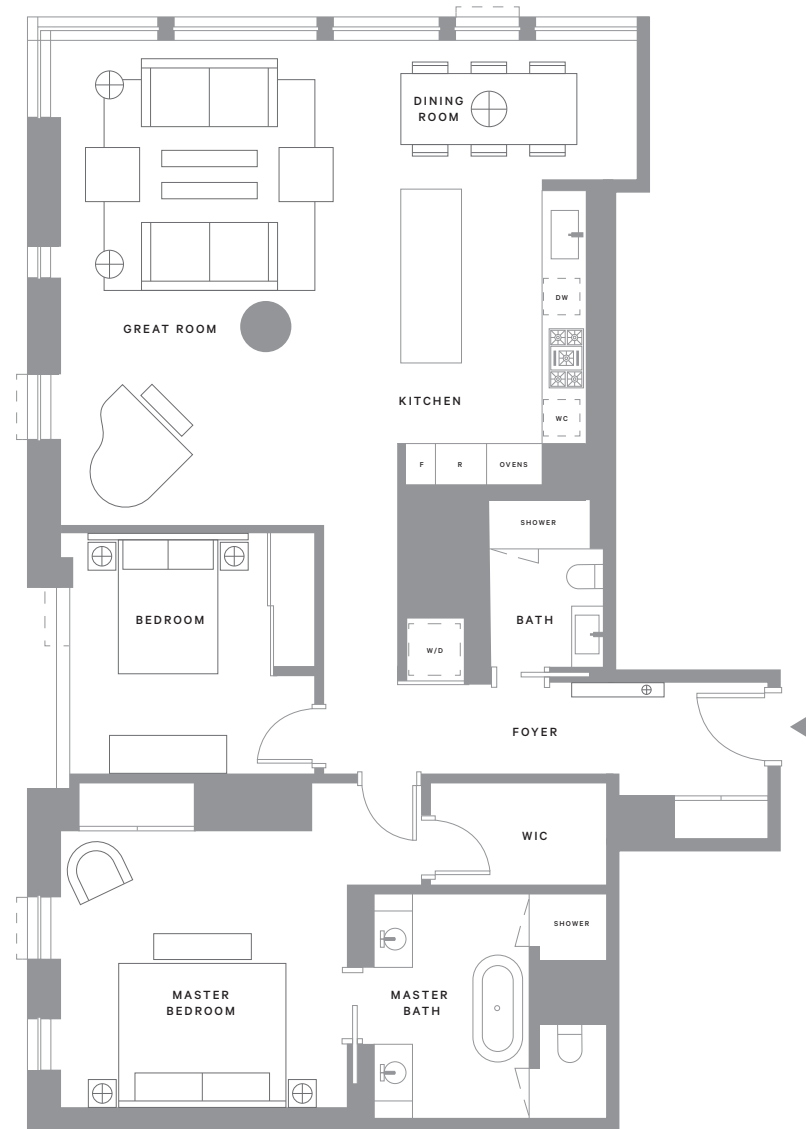 DINING
ROOM
DW
GREAT ROOM
KITCHEN
WC
F
R
OVENS
SHOWER
BEDROOM
BATH
W/D
FOYER
WIC
SHOWER
MASTER
BEDROOM
MASTER
BATH